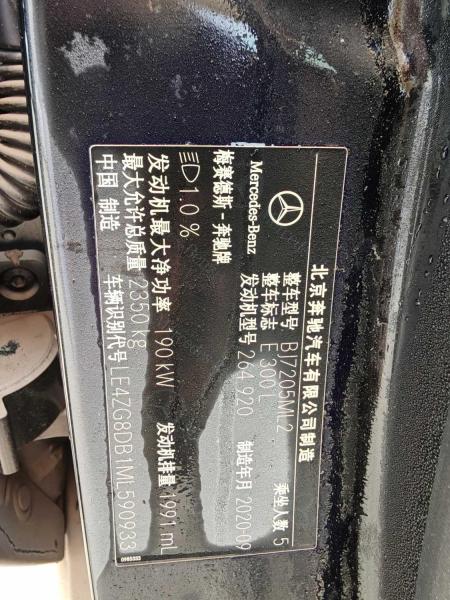 北京奔驰汽车有限公司制造
Mercedes-Benz
梅赛德斯-奔驰牌
整车型号 BJ7205ML2 乘坐人数 5
整车标志 E 300 L
发动机型号 264 920 制造年月 2020-09
1.0 %
发动机最大净功率 190 kW 发动机排量 1991 mL
最大允许总质量 2350 kg
中国 制造 车辆识别代号 LE4ZG8DB1ML590933